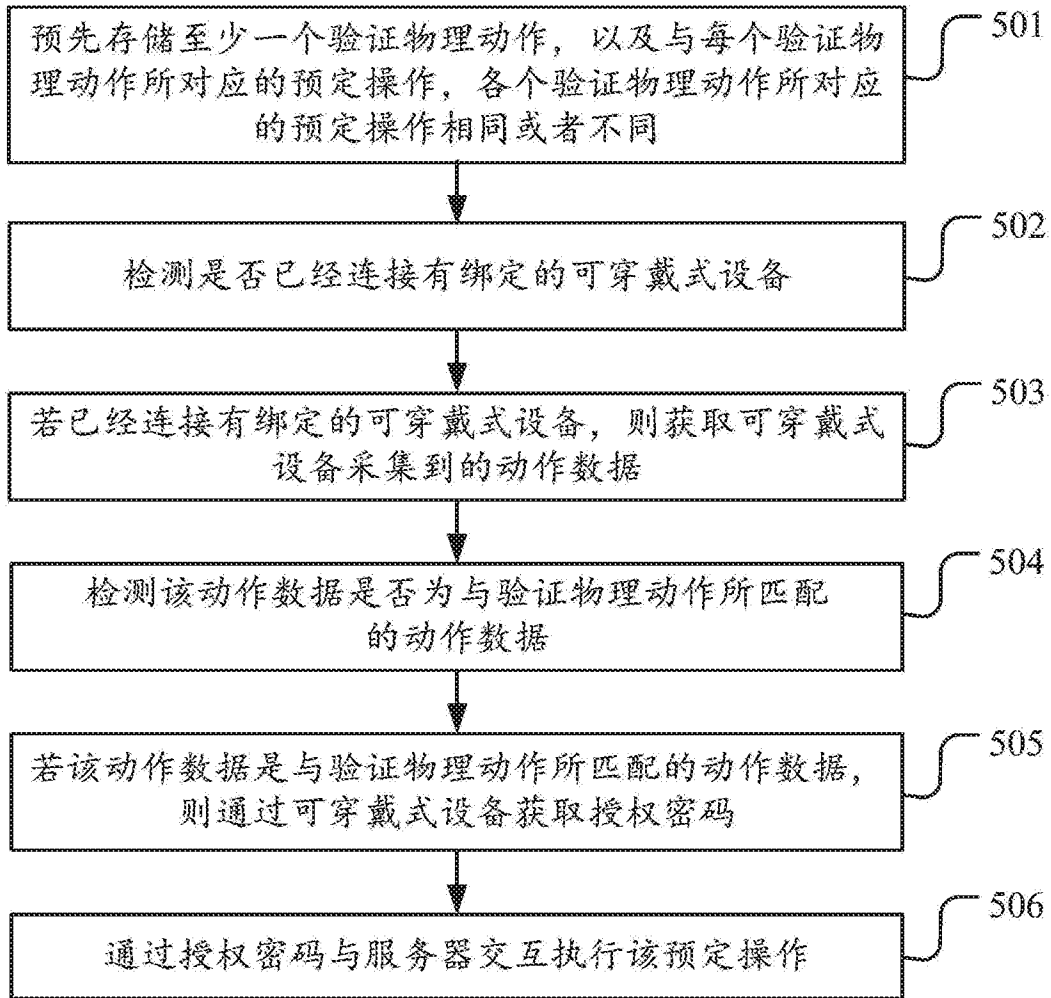 预先存储至少一个验证物理动作，以及与每个验证物
理动作所对应的预定操作，各个验证物理动作所对应
的预定操作相同或者不同
501
检测是否已经连接有绑定的可穿戴式设备
502
若已经连接有绑定的可穿戴式设备，则获取可穿戴式
设备采集到的动作数据
503
检测该动作数据是否为与验证物理动作所匹配
的动作数据
504
若该动作数据是与验证物理动作所匹配的动作数据，
则通过可穿戴式设备获取授权密码
505
通过授权密码与服务器交互执行该预定操作
506